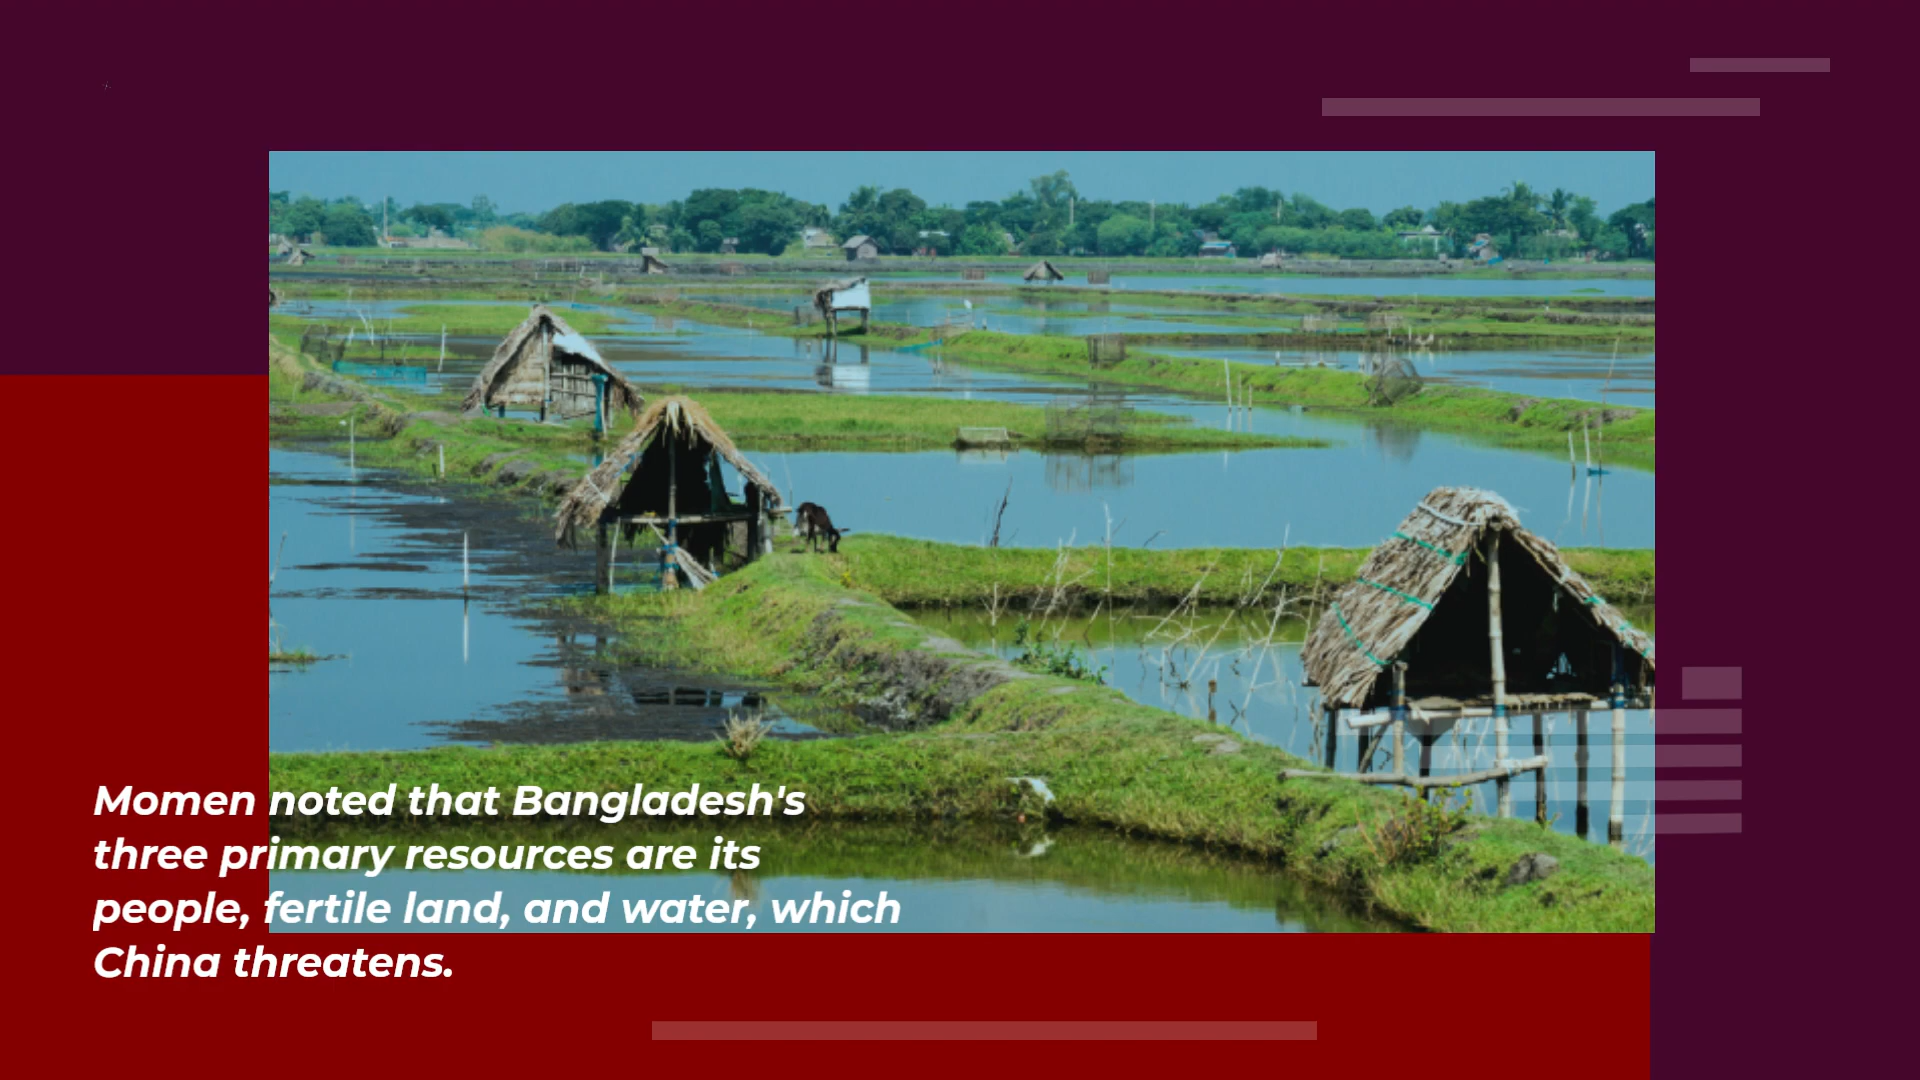 Momen noted that Bangladesh's
three primary resources are its
people, fertile land, and water, which
China threatens.